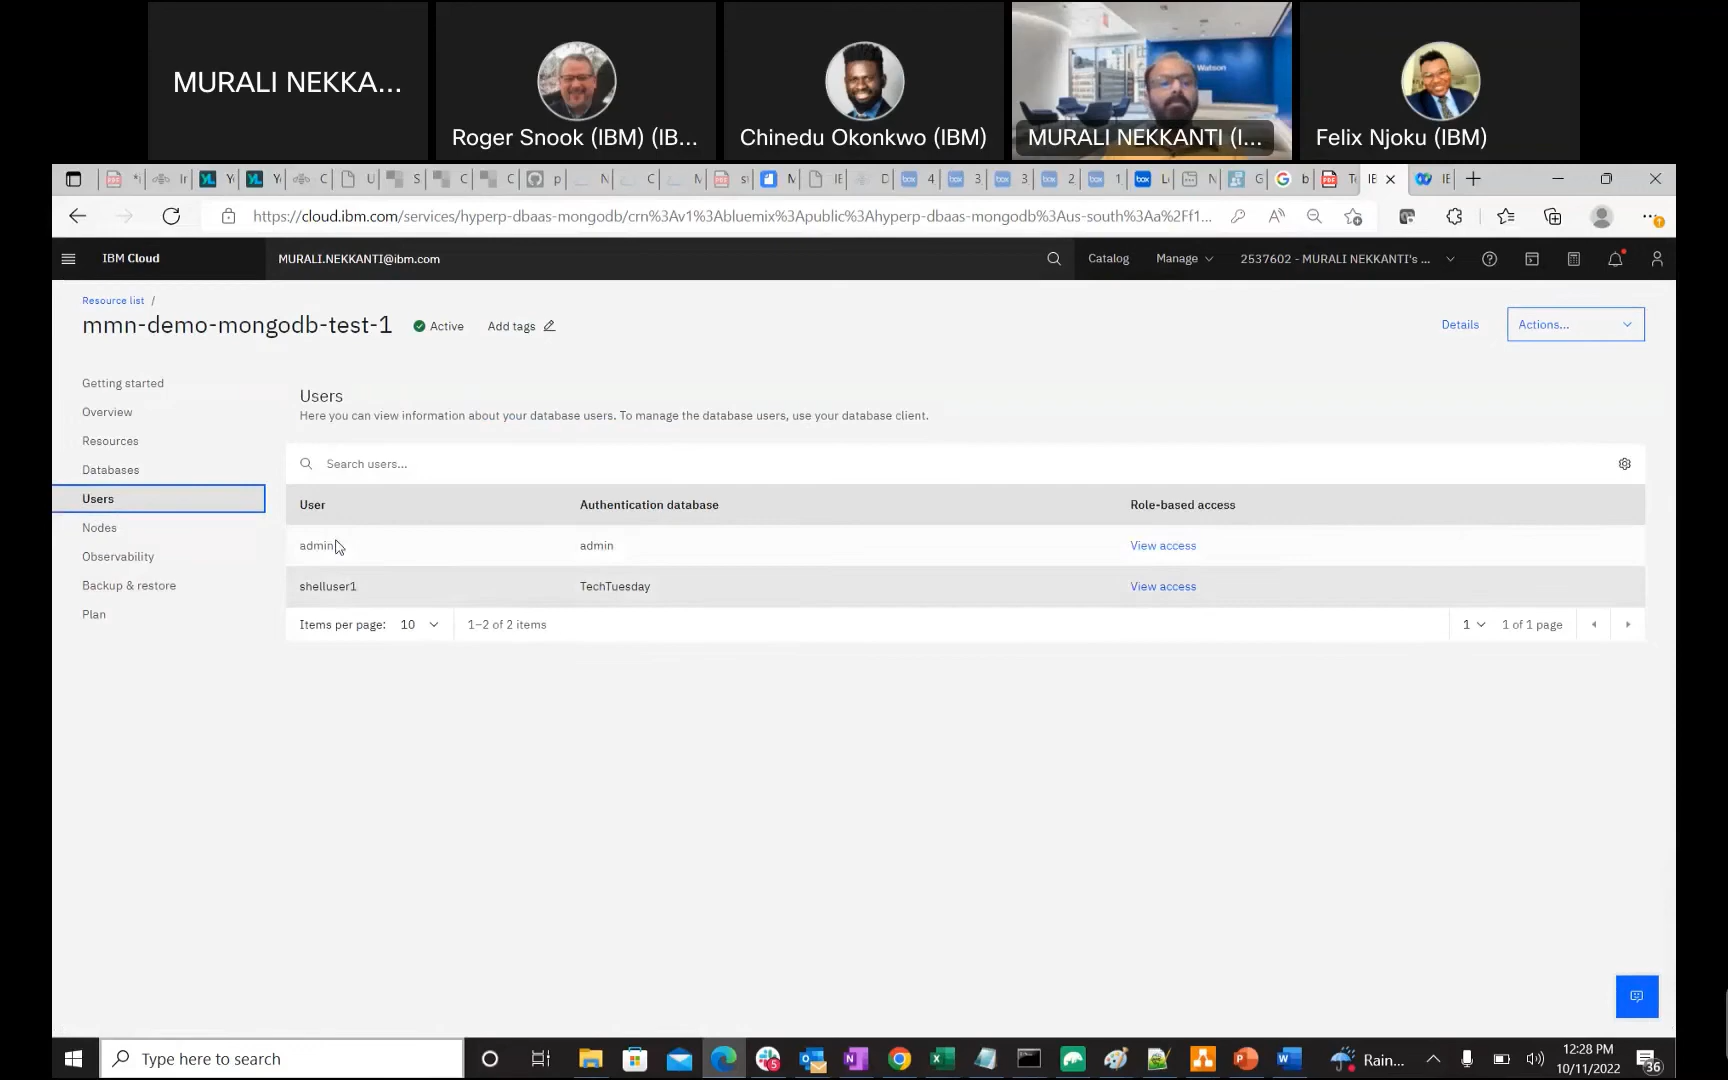 MURALI NEKKA...
Roger Snook (IBM) (IB...
Chinedu Okonkwo (IBM)
Watson
MURALI NEKKANTI (I...
Felix Njoku (IBM)
https://cloud.ibm.com/services/hyperp-dbaas-mongodb/crn%3Av1%3Abluemix%3Apublic%3Ahyperp-dbaas-mongodb%3Aus-south%3Aa%2Ff1...
IBM Cloud
MURALI.NEKKANTI@ibm.com
Catalog
Manage
2537602 - MURALI NEKKANTI's ...
Resource list /
mmn-demo-mongodb-test-1
Active
Add tags
Details
Actions...
Getting started
Overview
Resources
Databases
Users
Nodes
Observability
Backup & restore
Plan
Users
Here you can view information about your database users. To manage the database users, use your database client.
Search users...
User Authentication database Role-based access
admin admin View access
shelluser1 TechTuesday View access
Items per page: 10 1–2 of 2 items 1 1 of 1 page
Type here to search
Rain...
12:28 PM
10/11/2022
36